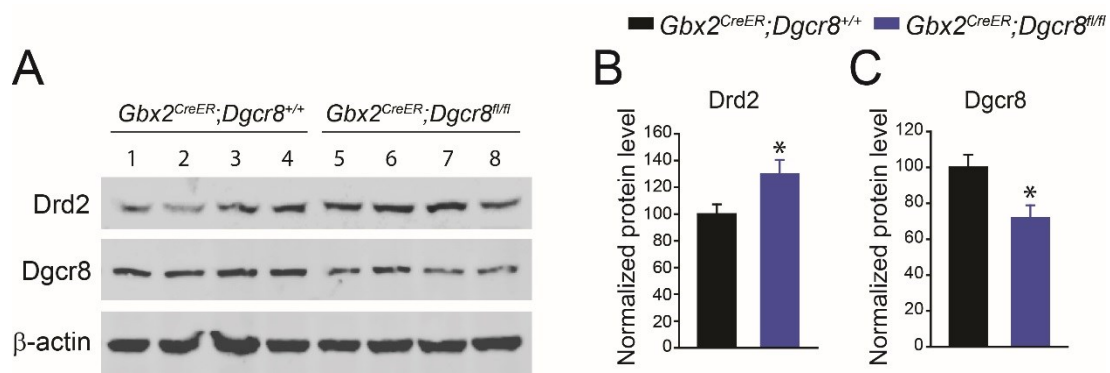 Gbx2CreER;Dgcr8+/+ Gbx2CreER;Dgcr8fl/fl
A
Gbx2CreER;Dgcr8+/+ Gbx2CreER;Dgcr8fl/fl
1 2 3 4 5 6 7 8
Drd2
Dgcr8
β-actin
B
Drd2
Normalized protein level
160
140
120
100
80
60
40
20
0
*
C
Dgcr8
Normalized protein level
120
100
80
60
40
20
0
*